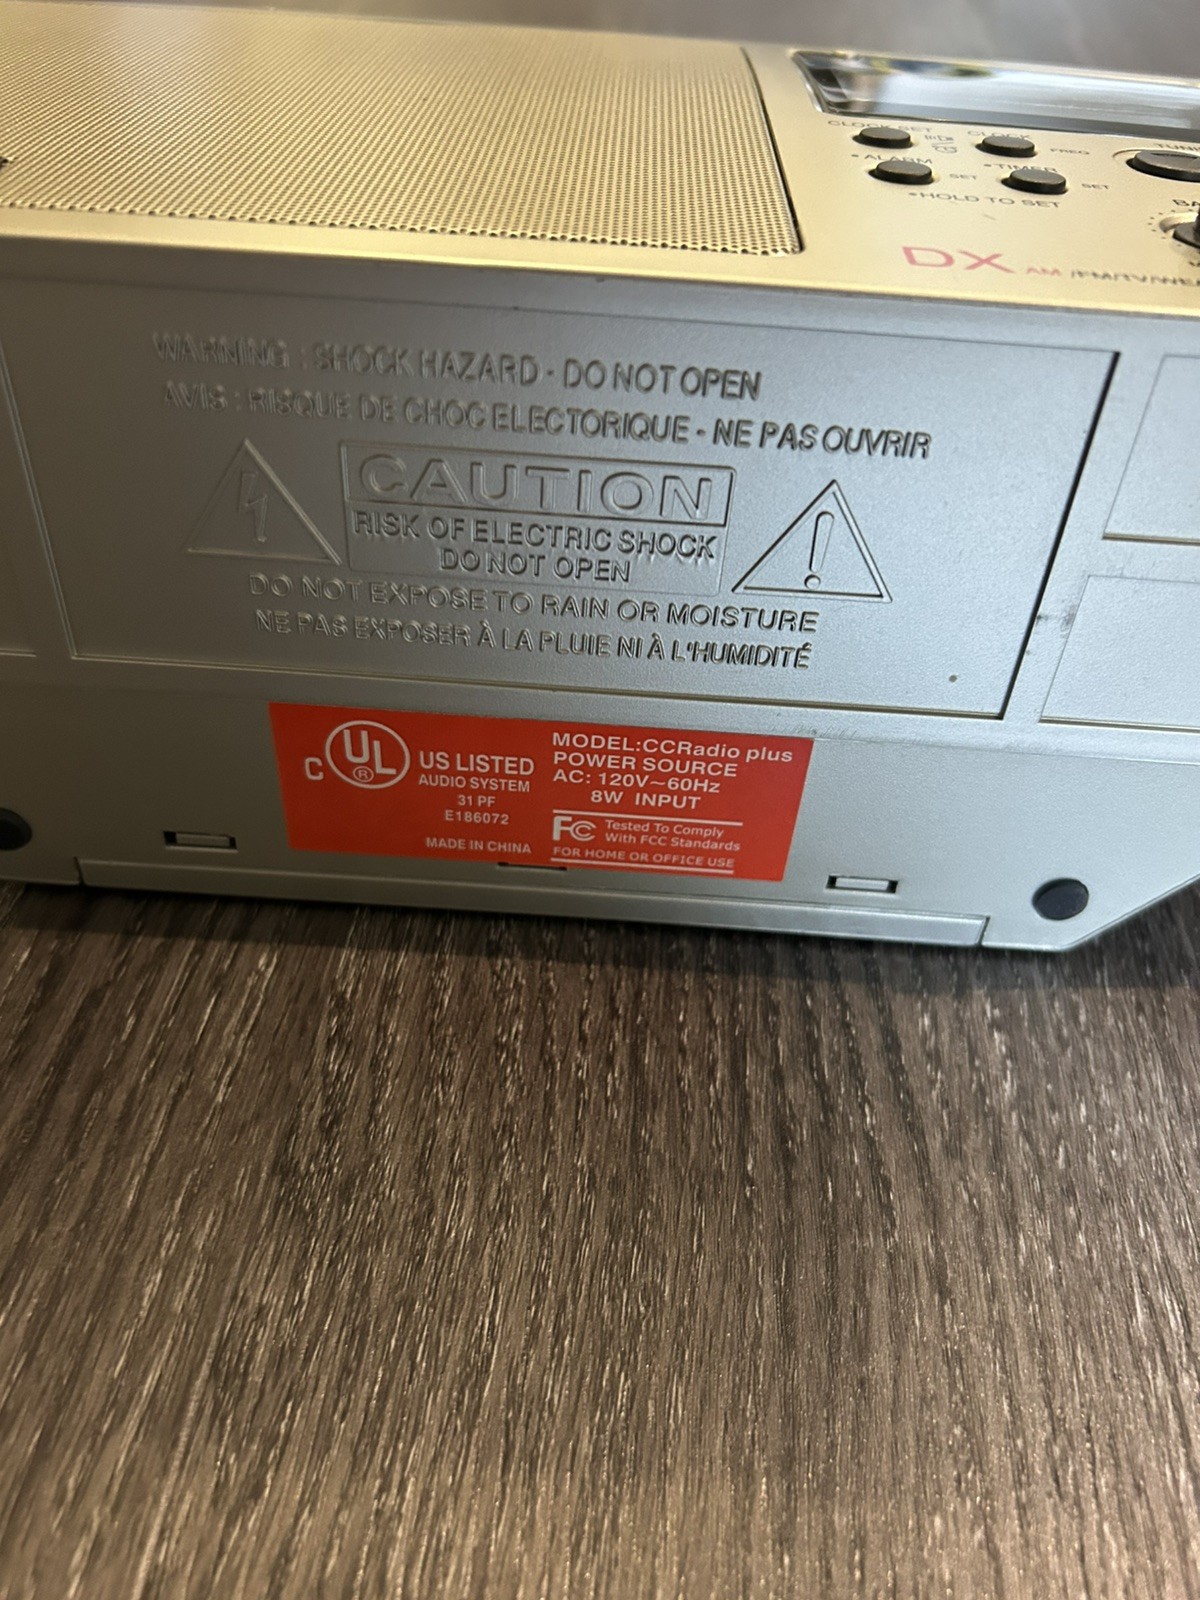 CLOCK SET
CLOCK
FREQ
• ALARM
SET
• TIMER
SET
• HOLD TO SET
DX AM
WARNING : SHOCK HAZARD - DO NOT OPEN
AVIS : RISQUE DE CHOC ELECTORIQUE - NE PAS OUVRIR
CAUTION
RISK OF ELECTRIC SHOCK
DO NOT OPEN
DO NOT EXPOSE TO RAIN OR MOISTURE
NE PAS EXPOSER À LA PLUIE NI À L'HUMIDITÉ
C UL ® US LISTED
AUDIO SYSTEM
31 PF
E186072
MADE IN CHINA
MODEL:CCRadio plus
POWER SOURCE
AC: 120V~60Hz
8W INPUT
FC Tested To Comply
With FCC Standards
FOR HOME OR OFFICE USE